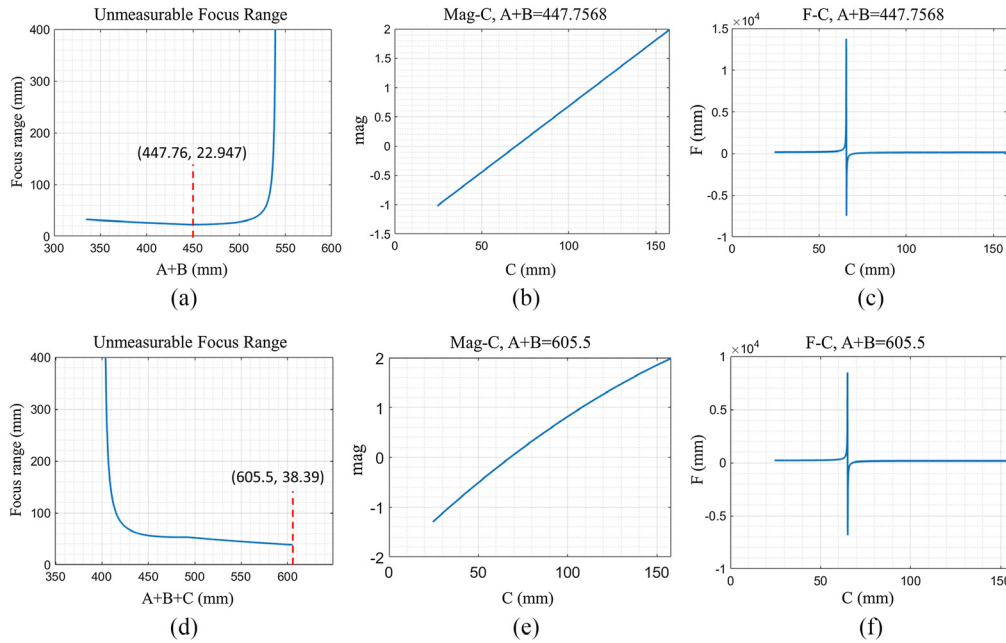 Unmeasurable Focus Range
Focus range (mm)
400
300
200
100
0
(447.76, 22.947)
300 350 400 450 500 550 600
A+B (mm)
(a)
Mag-C, A+B=447.7568
mag
2
1.5
1
0.5
0
-0.5
-1
-1.5
0 50 100 150
C (mm)
(b)
F-C, A+B=447.7568
×10⁴
F (mm)
1.5
1
0.5
0
-0.5
-1
0 50 100 150
C (mm)
(c)
Unmeasurable Focus Range
Focus range (mm)
400
300
200
100
0
(605.5, 38.39)
350 400 450 500 550 600
A+B+C (mm)
(d)
Mag-C, A+B=605.5
mag
2
1
0
-1
-2
0 50 100 150
C (mm)
(e)
F-C, A+B=605.5
×10⁴
F (mm)
1
0.5
0
-0.5
-1
0 50 100 150
C (mm)
(f)